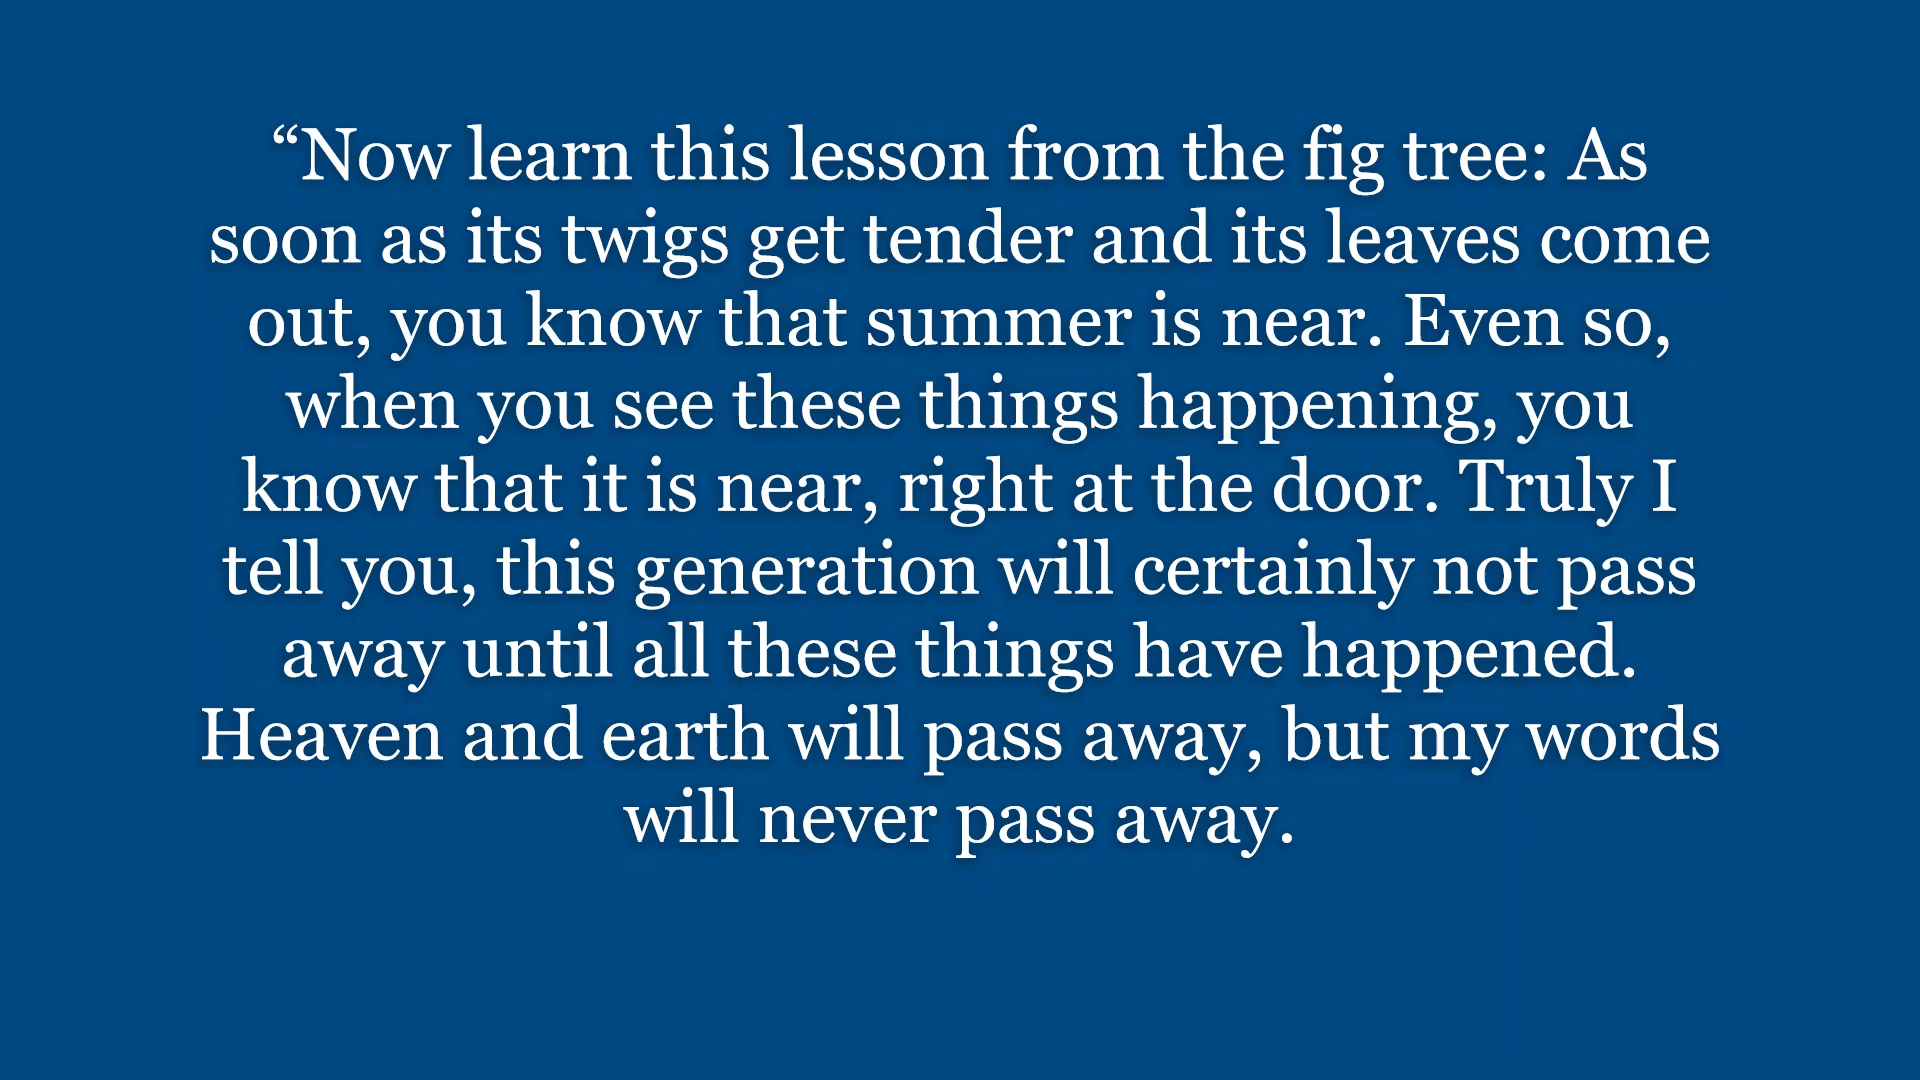 “Now learn this lesson from the fig tree: As
soon as its twigs get tender and its leaves come
out, you know that summer is near. Even so,
when you see these things happening, you
know that it is near, right at the door. Truly I
tell you, this generation will certainly not pass
away until all these things have happened.
Heaven and earth will pass away, but my words
will never pass away.